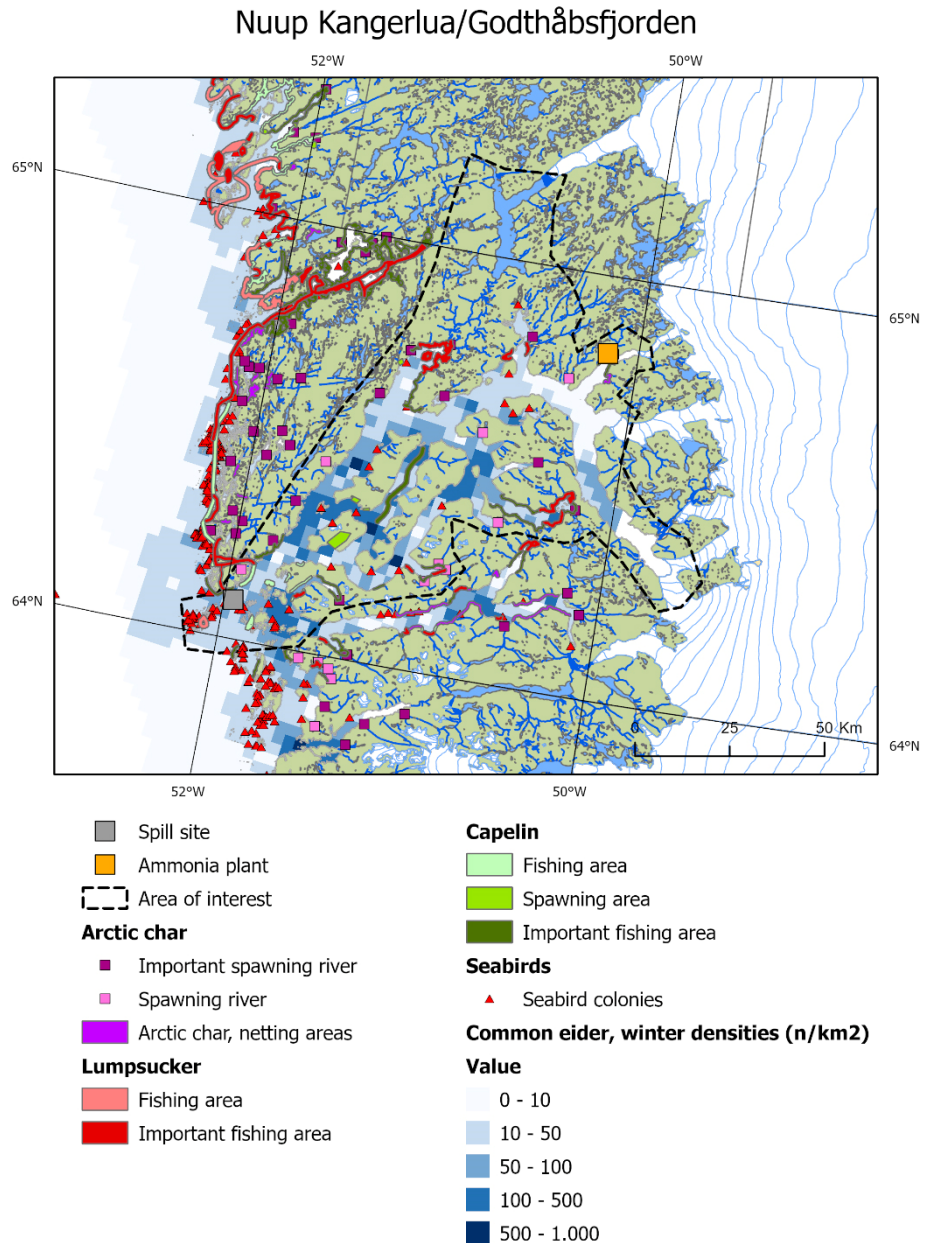 Nuup Kangerlua/Godthåbsfjorden
52°W
50°W
65°N
65°N
64°N
64°N
0 25 50 Km
52°W
50°W
Spill site
Ammonia plant
Area of interest
Arctic char
Important spawning river
Spawning river
Arctic char, netting areas
Lumpsucker
Fishing area
Important fishing area
Capelin
Fishing area
Spawning area
Important fishing area
Seabirds
Seabird colonies
Common eider, winter densities (n/km2)
Value
0 - 10
10 - 50
50 - 100
100 - 500
500 - 1.000